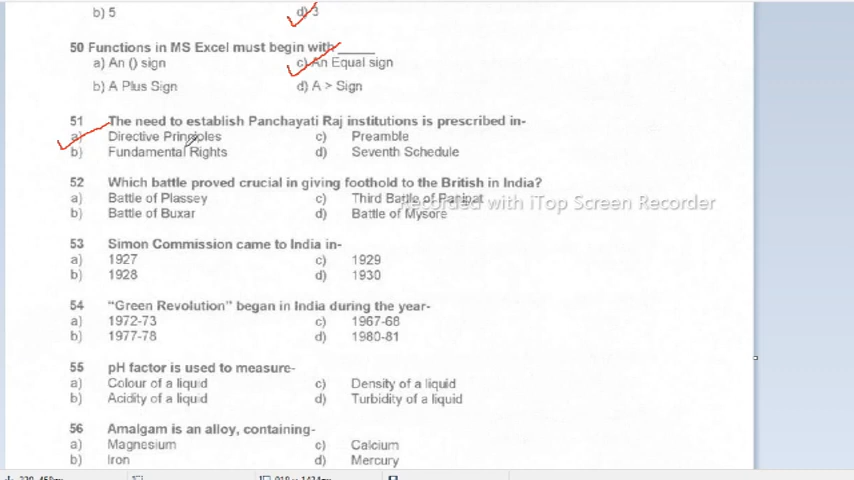 b) 5 d) 3
50 Functions in MS Excel must begin with _____
a) An () sign c) An Equal sign
b) A Plus Sign d) A > Sign
51 The need to establish Panchayati Raj institutions is prescribed in-
a) Directive Principles c) Preamble
b) Fundamental Rights d) Seventh Schedule
52 Which battle proved crucial in giving foothold to the British in India?
a) Battle of Plassey c) Third Battle of Panipat
Recorded with iTop Screen Recorder
b) Battle of Buxar d) Battle of Mysore
53 Simon Commission came to India in-
a) 1927 c) 1929
b) 1928 d) 1930
54 “Green Revolution” began in India during the year-
a) 1972-73 c) 1967-68
b) 1977-78 d) 1980-81
55 pH factor is used to measure-
a) Colour of a liquid c) Density of a liquid
b) Acidity of a liquid d) Turbidity of a liquid
56 Amalgam is an alloy, containing-
a) Magnesium c) Calcium
b) Iron d) Mercury